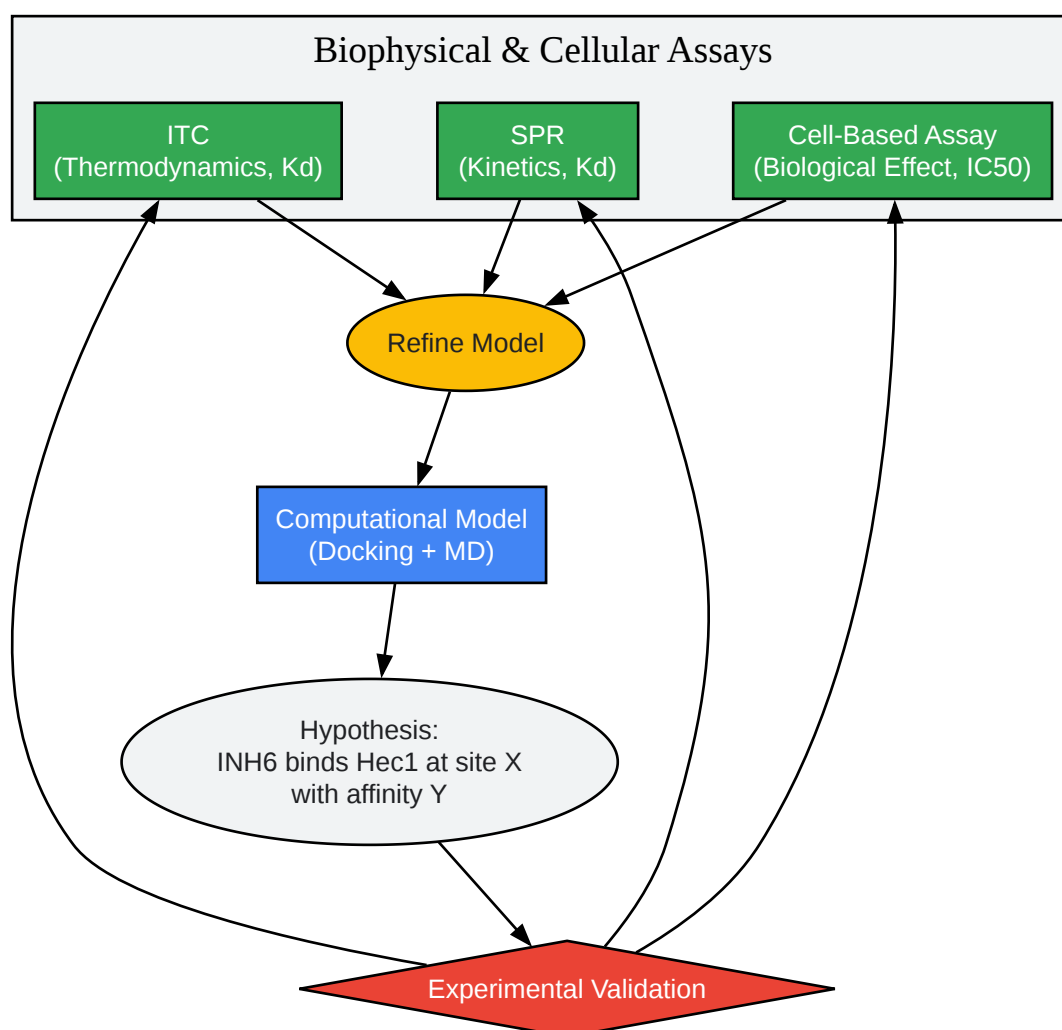 Biophysical & Cellular Assays
ITC
(Thermodynamics, Kd)
SPR
(Kinetics, Kd)
Cell-Based Assay
(Biological Effect, IC50)
Refine Model
Computational Model
(Docking + MD)
Hypothesis:
INH6 binds Hec1 at site X
with affinity Y
Experimental Validation